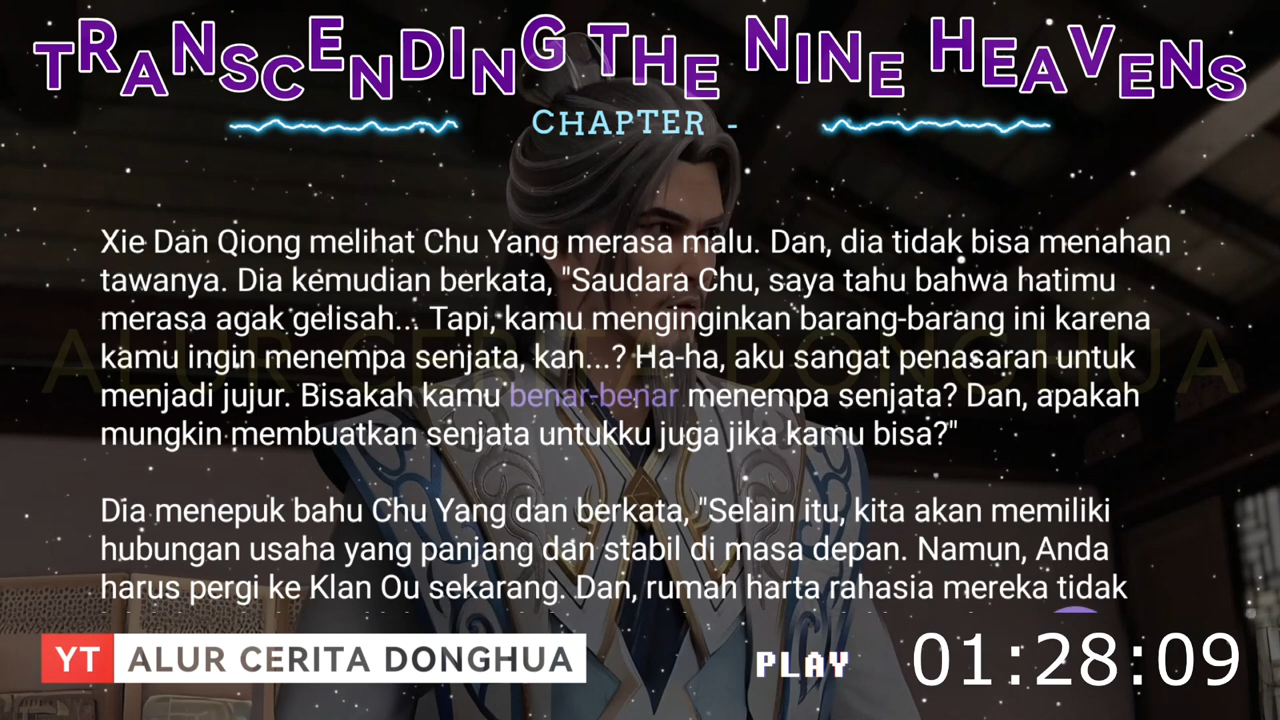 TRANSCENDING THE NINE HEAVENS
CHAPTER -
Xie Dan Qiong melihat Chu Yang merasa malu. Dan, dia tidak bisa menahan
tawanya. Dia kemudian berkata, "Saudara Chu, saya tahu bahwa hatimu
merasa agak gelisah... Tapi, kamu menginginkan barang-barang ini karena
kamu ingin menempa senjata, kan...? Ha-ha, aku sangat penasaran untuk
menjadi jujur. Bisakah kamu benar-benar menempa senjata? Dan, apakah
mungkin membuatkan senjata untukku juga jika kamu bisa?"
ALUR CERITA DONGHUA
Dia menepuk bahu Chu Yang dan berkata, "Selain itu, kita akan memiliki
hubungan usaha yang panjang dan stabil di masa depan. Namun, Anda
harus pergi ke Klan Ou sekarang. Dan, rumah harta rahasia mereka tidak
YT ALUR CERITA DONGHUA
PLAY 01:28:09